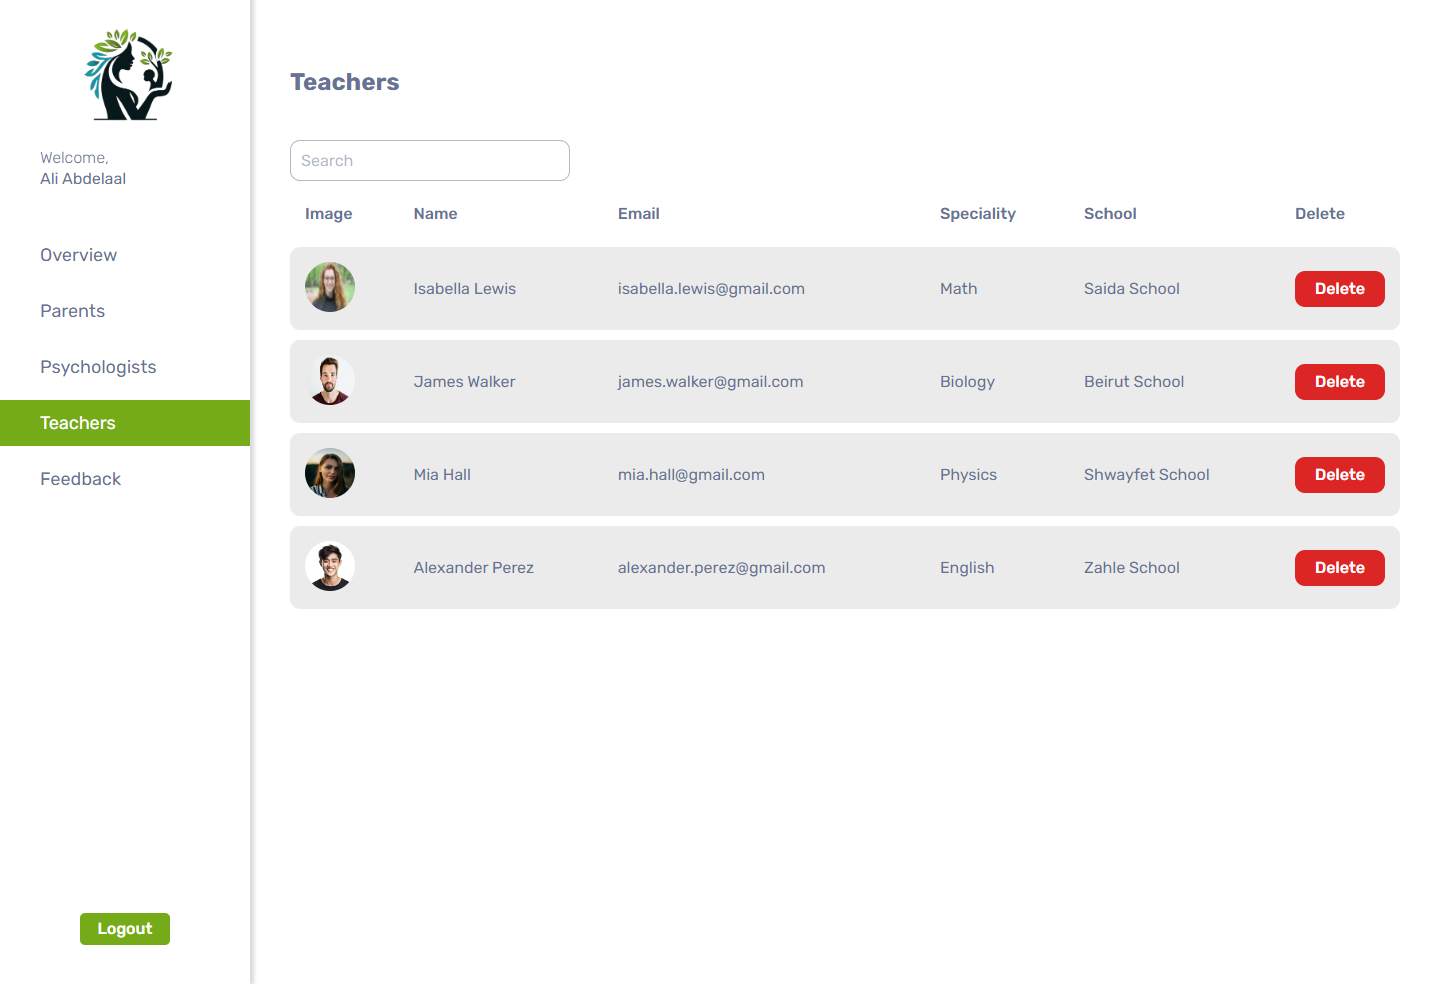 Welcome,
Ali Abdelaal
Overview
Parents
Psychologists
Teachers
Feedback
Logout
Teachers
Search
Image Name Email Speciality School Delete
Isabella Lewis isabella.lewis@gmail.com Math Saida School Delete
James Walker james.walker@gmail.com Biology Beirut School Delete
Mia Hall mia.hall@gmail.com Physics Shwayfet School Delete
Alexander Perez alexander.perez@gmail.com English Zahle School Delete